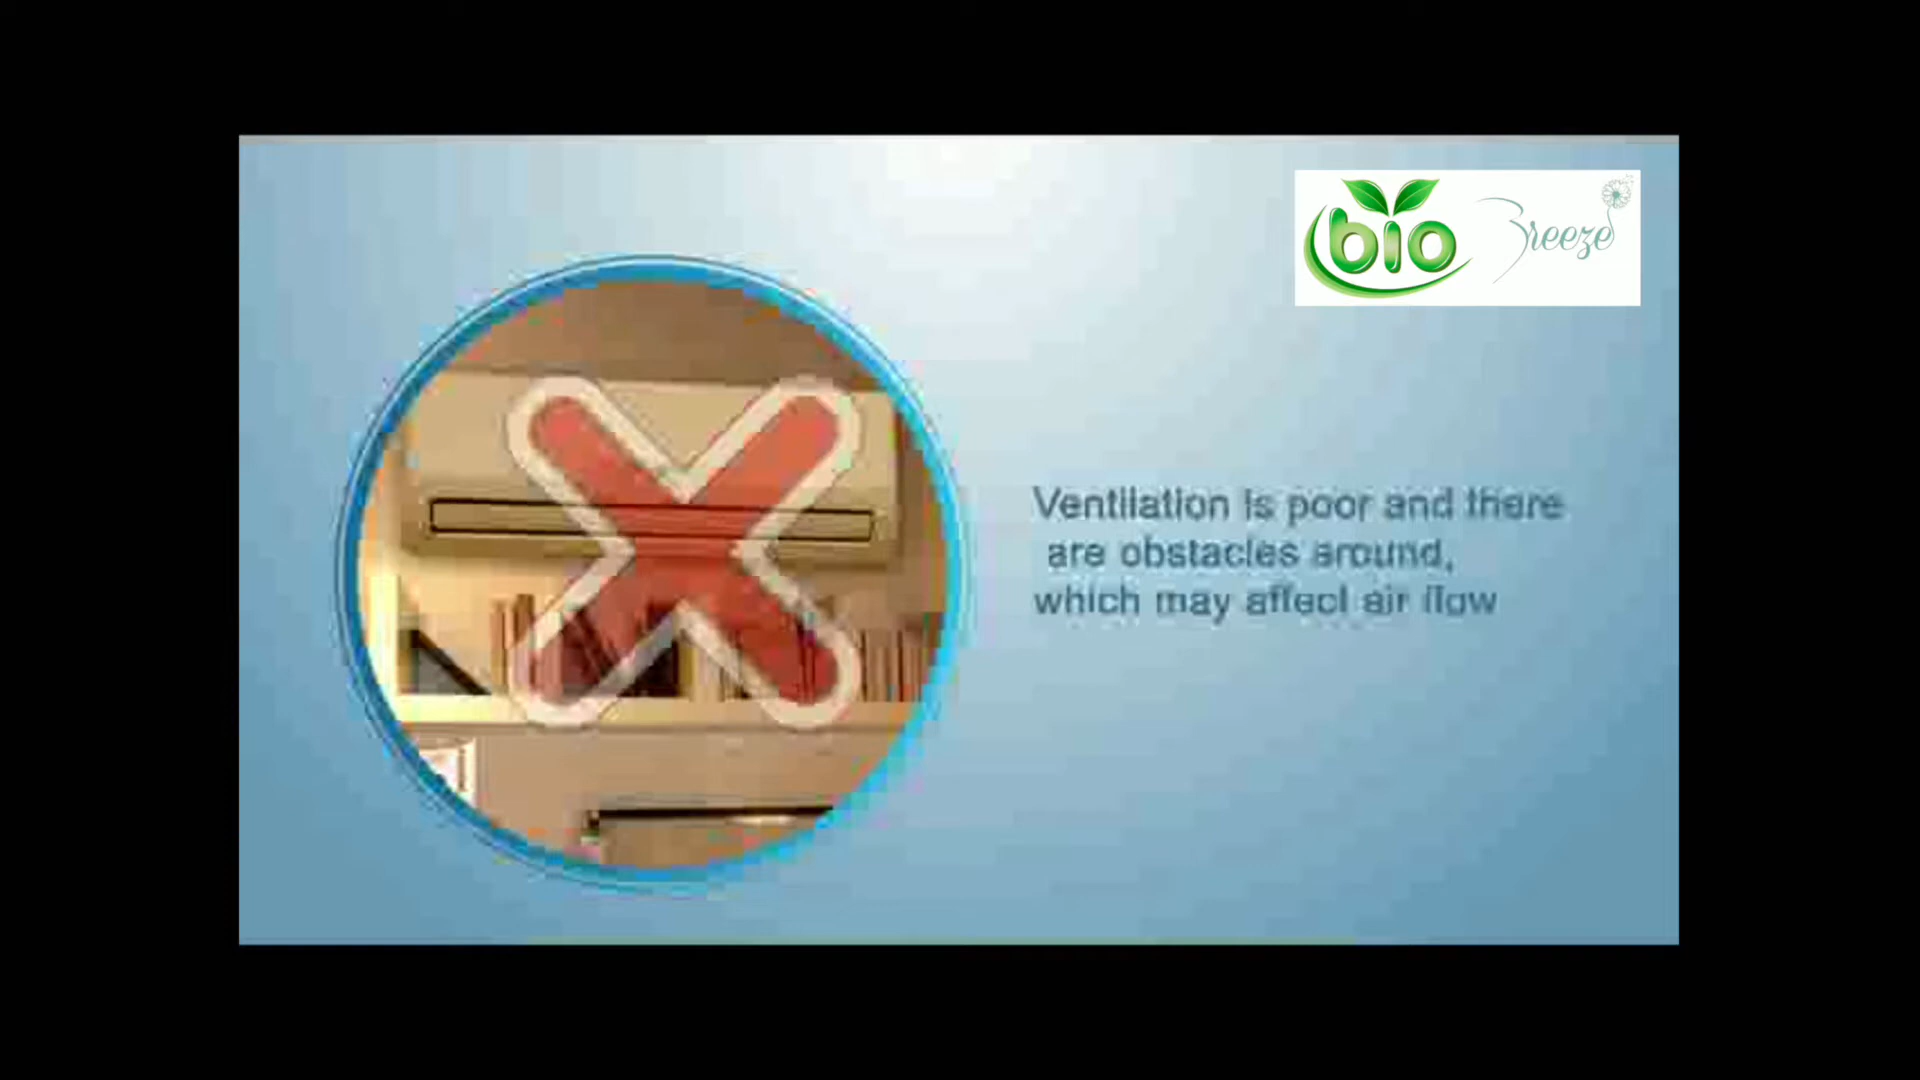 bio Breeze
Ventilation is poor and there
are obstacles around,
which may affect air flow